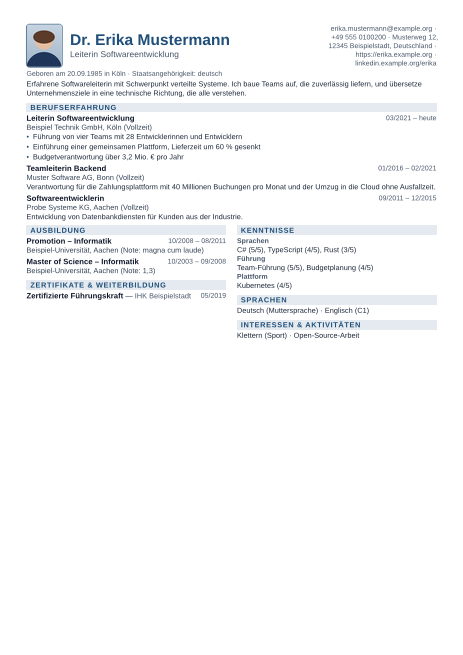 Dr. Erika Mustermann
Leiterin Softwareentwicklung
erika.mustermann@example.org ·
+49 555 0100200 · Musterweg 12,
12345 Beispielstadt, Deutschland ·
https://erika.example.org ·
linkedin.example.org/erika
Geboren am 20.09.1985 in Köln · Staatsangehörigkeit: deutsch
Erfahrene Softwareleiterin mit Schwerpunkt verteilte Systeme. Ich baue Teams auf, die zuverlässig liefern, und übersetze
Unternehmensziele in eine technische Richtung, die alle verstehen.
BERUFSERFAHRUNG
Leiterin Softwareentwicklung 03/2021 – heute
Beispiel Technik GmbH, Köln (Vollzeit)
• Führung von vier Teams mit 28 Entwicklerinnen und Entwicklern
• Einführung einer gemeinsamen Plattform, Lieferzeit um 60 % gesenkt
• Budgetverantwortung über 3,2 Mio. € pro Jahr
Teamleiterin Backend 01/2016 – 02/2021
Muster Software AG, Bonn (Vollzeit)
Verantwortung für die Zahlungsplattform mit 40 Millionen Buchungen pro Monat und der Umzug in die Cloud ohne Ausfallzeit.
Softwareentwicklerin 09/2011 – 12/2015
Probe Systeme KG, Aachen (Vollzeit)
Entwicklung von Datenbankdiensten für Kunden aus der Industrie.
AUSBILDUNG
Promotion – Informatik 10/2008 – 08/2011
Beispiel-Universität, Aachen (Note: magna cum laude)
Master of Science – Informatik 10/2003 – 09/2008
Beispiel-Universität, Aachen (Note: 1,3)
ZERTIFIKATE & WEITERBILDUNG
Zertifizierte Führungskraft — IHK Beispielstadt 05/2019
KENNTNISSE
Sprachen
C# (5/5), TypeScript (4/5), Rust (3/5)
Führung
Team-Führung (5/5), Budgetplanung (4/5)
Plattform
Kubernetes (4/5)
SPRACHEN
Deutsch (Muttersprache) · Englisch (C1)
INTERESSEN & AKTIVITÄTEN
Klettern (Sport) · Open-Source-Arbeit